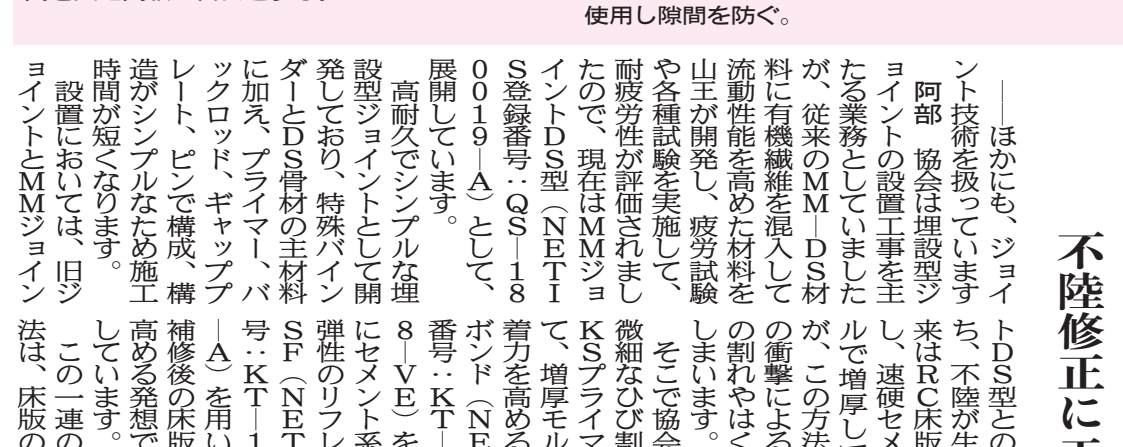 使用し隙間を防ぐ。
不陸修正に
――ほかにも、ジョイ
ント技術を扱っています
阿部　協会は埋設型ジ
ョイントの設置工事を主
たる業務としていました
が、従来のMM―DS材
料に有機繊維を混入して
流動性能を高めた材料を
山王が開発し、疲労試験
や各種試験を実施して、
耐疲労性が評価されまし
たので、現在はMMジョ
イントDS型（NETI
S登録番号：QS―18
0019―A）として、
展開しています。
高耐久でシンプルな埋
設型ジョイントとして開
発しており、特殊バイン
ダーとDS骨材の主材料
に加え、プライマー、バ
ックロッド、ギャッププ
レート、ピンで構成、構
造がシンプルなため施工
時間が短くなります。
設置においては、旧ジ
ョイントとMMジョイン
トDS型との
ち、不陸が生
来はRC床版
し、速硬セメ
ルで増厚して
が、この方法
の衝撃による
の割れやはく
しまいます。
そこで協会
微細なひび割
KSプライマ
て、増厚モル
着力を高める
ボンド（NE
番号：KT―
8―VE）を
にセメント系
弾性のリフレ
SF（NET
号：KT―1
―A）を用い
補修後の床版
高める発想で
しています。
この一連の
法は、床版の